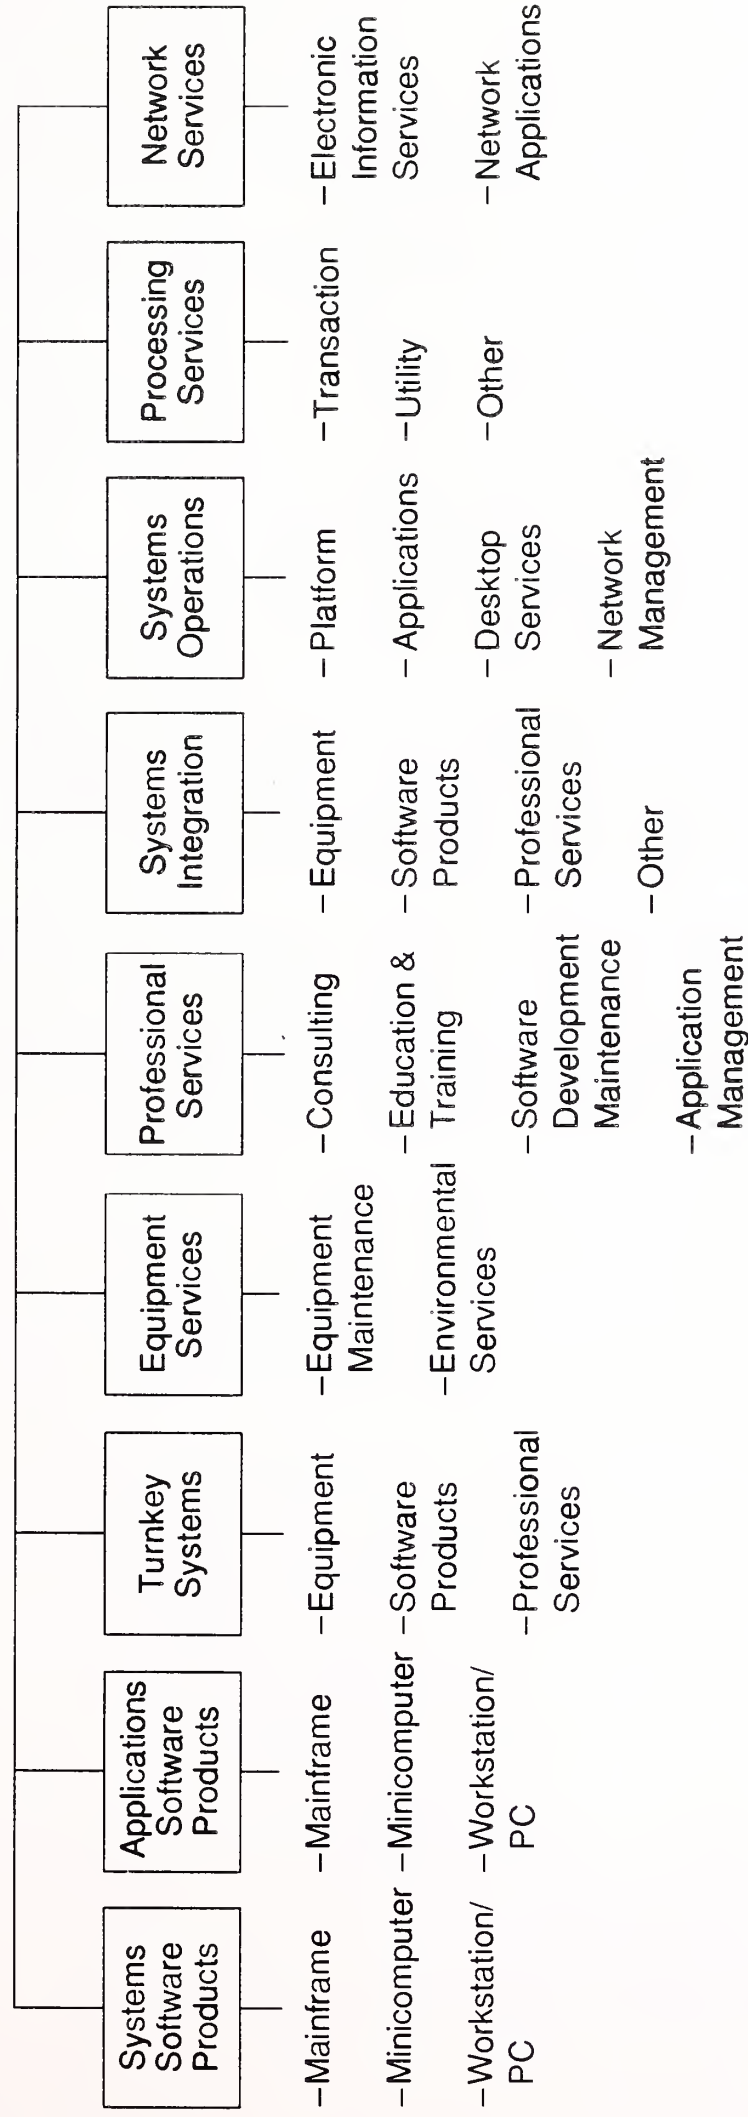 Systems
Software
Products
–Mainframe
–Minicomputer
–Workstation/
PC
Applications
Software
Products
–Mainframe
–Minicomputer
–Workstation/
PC
Turnkey
Systems
–Equipment
–Software
Products
–Professional
Services
Equipment
Services
–Equipment
Maintenance
–Environmental
Services
Professional
Services
–Consulting
–Education &
Training
–Software
Development
Maintenance
–Application
Management
Systems
Integration
–Equipment
–Software
Products
–Professional
Services
–Other
Systems
Operations
–Platform
–Applications
–Desktop
Services
–Network
Management
Processing
Services
–Transaction
–Utility
–Other
Network
Services
–Electronic
Information
Services
–Network
Applications